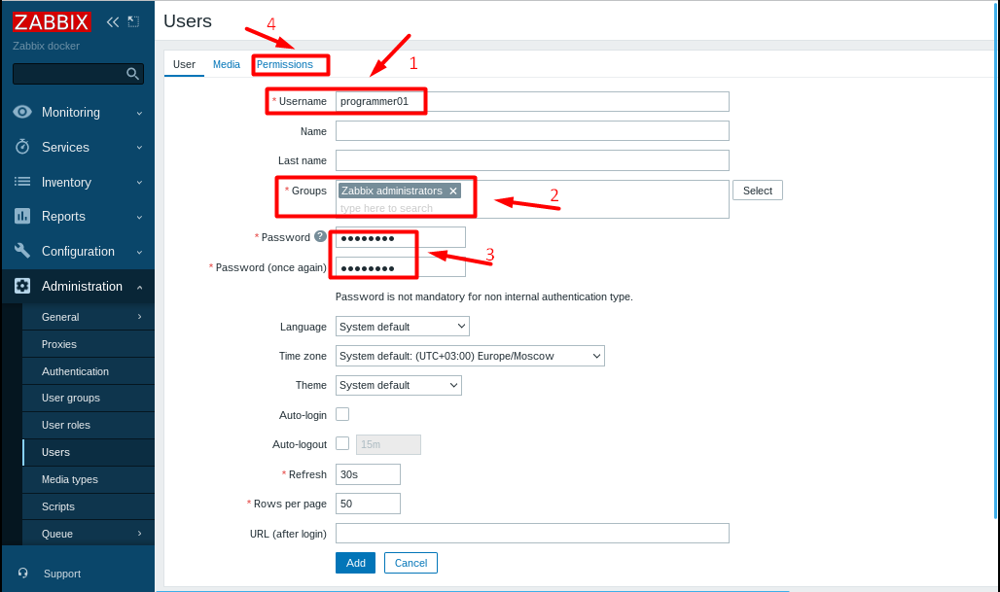 ZABBIX
Zabbix docker
Monitoring
Services
Inventory
Reports
Configuration
Administration
General
Proxies
Authentication
User groups
User roles
Users
Media types
Scripts
Queue
Support
Users
4
User Media Permissions
1
* Username programmer01
Name
Last name
* Groups Zabbix administrators Select
type here to search
2
* Password ? ●●●●●●●●
* Password (once again) ●●●●●●●●
3
Password is not mandatory for non internal authentication type.
Language System default
Time zone System default: (UTC+03:00) Europe/Moscow
Theme System default
Auto-login
Auto-logout 15m
* Refresh 30s
* Rows per page 50
URL (after login)
Add Cancel